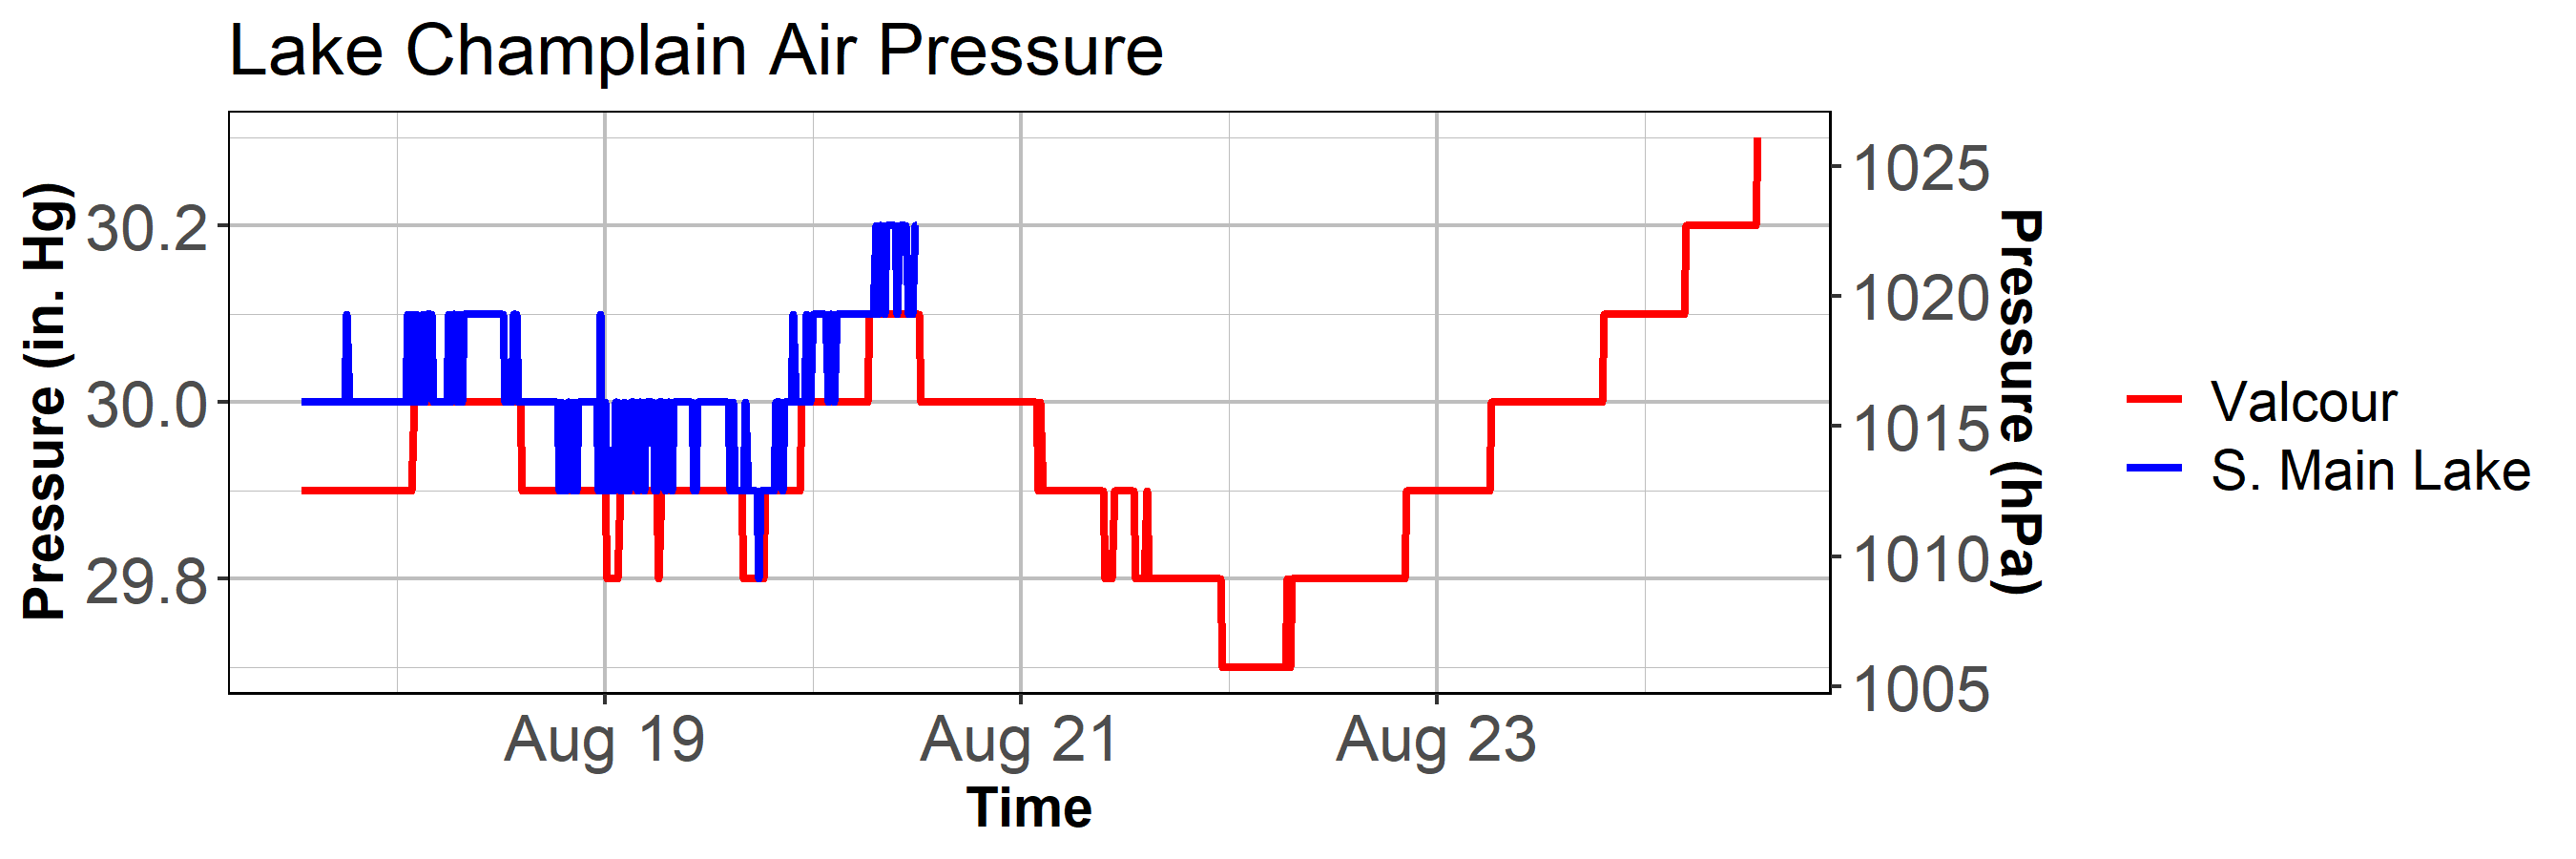 Lake Champlain Air Pressure
Pressure (in. Hg)
30.2
30.0
29.8
1025
1020
1015
1010
1005
Pressure (hPa)
Aug 19 Aug 21 Aug 23
Time
Valcour
S. Main Lake